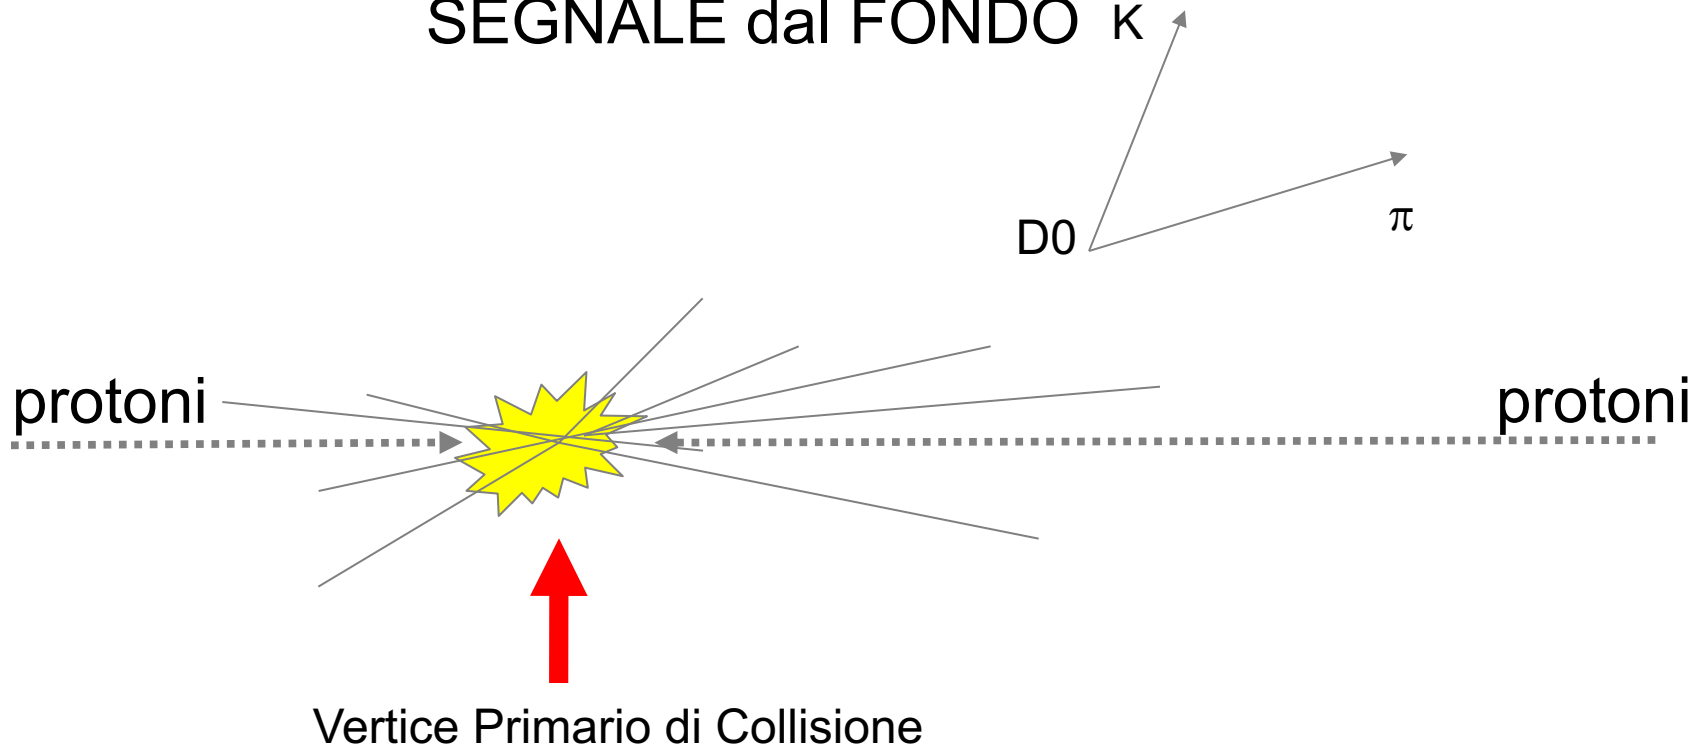 SEGNALE dal FONDO
K
D0
π
protoni
protoni
Vertice Primario di Collisione